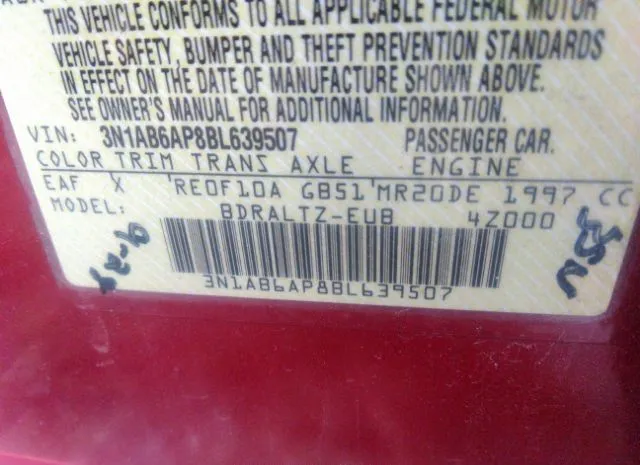 THIS VEHICLE CONFORMS TO ALL APPLICABLE FEDERAL MOTOR
VEHICLE SAFETY, BUMPER AND THEFT PREVENTION STANDARDS
IN EFFECT ON THE DATE OF MANUFACTURE SHOWN ABOVE.
SEE OWNER'S MANUAL FOR ADDITIONAL INFORMATION.
VIN: 3N1AB6AP8BL639507 PASSENGER CAR.
COLOR TRIM TRANS AXLE ENGINE
EAF X RE0F10A GB51 MR20DE 1997 CC
MODEL: BDRALTZ-EUB 4Z000
3N1AB6AP8BL639507